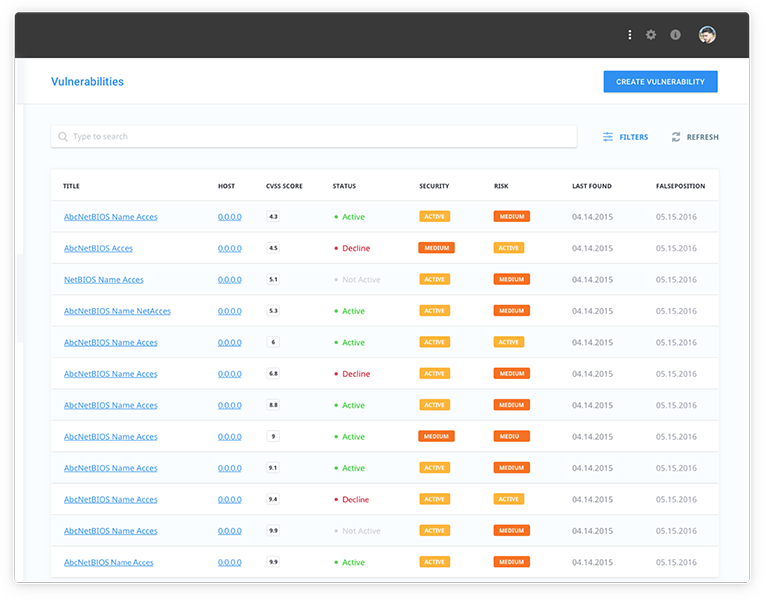 Vulnerabilities
CREATE VULNERABILITY
Type to search
FILTERS
REFRESH
TITLE HOST CVSS SCORE STATUS SECURITY RISK LAST FOUND FALSEPOSITION
AbcNetBIOS Name Acces 0.0.0.0 4.3 Active ACTIVE MEDIUM 04.14.2015 05.15.2016
AbcNetBIOS Acces 0.0.0.0 4.5 Decline MEDIUM ACTIVE 04.14.2015 05.15.2016
NetBIOS Name Acces 0.0.0.0 5.1 Not Active ACTIVE MEDIUM 04.14.2015 05.15.2016
AbcNetBIOS Name NetAcces 0.0.0.0 5.3 Active ACTIVE MEDIUM 04.14.2015 05.15.2016
AbcNetBIOS Name Acces 0.0.0.0 6 Active ACTIVE ACTIVE 04.14.2015 05.15.2016
AbcNetBIOS Name Acces 0.0.0.0 6.8 Decline ACTIVE MEDIUM 04.14.2015 05.15.2016
AbcNetBIOS Name Acces 0.0.0.0 8.8 Active ACTIVE MEDIUM 04.14.2015 05.15.2016
AbcNetBIOS Name Acces 0.0.0.0 9 Active MEDIUM MEDIU 04.14.2015 05.15.2016
AbcNetBIOS Name Acces 0.0.0.0 9.1 Active ACTIVE MEDIUM 04.14.2015 05.15.2016
AbcNetBIOS Name Acces 0.0.0.0 9.4 Decline ACTIVE ACTIVE 04.14.2015 05.15.2016
AbcNetBIOS Name Acces 0.0.0.0 9.9 Not Active ACTIVE MEDIUM 04.14.2015 05.15.2016
AbcNetBIOS Name Acces 0.0.0.0 9.9 Active ACTIVE MEDIUM 04.14.2015 05.15.2016